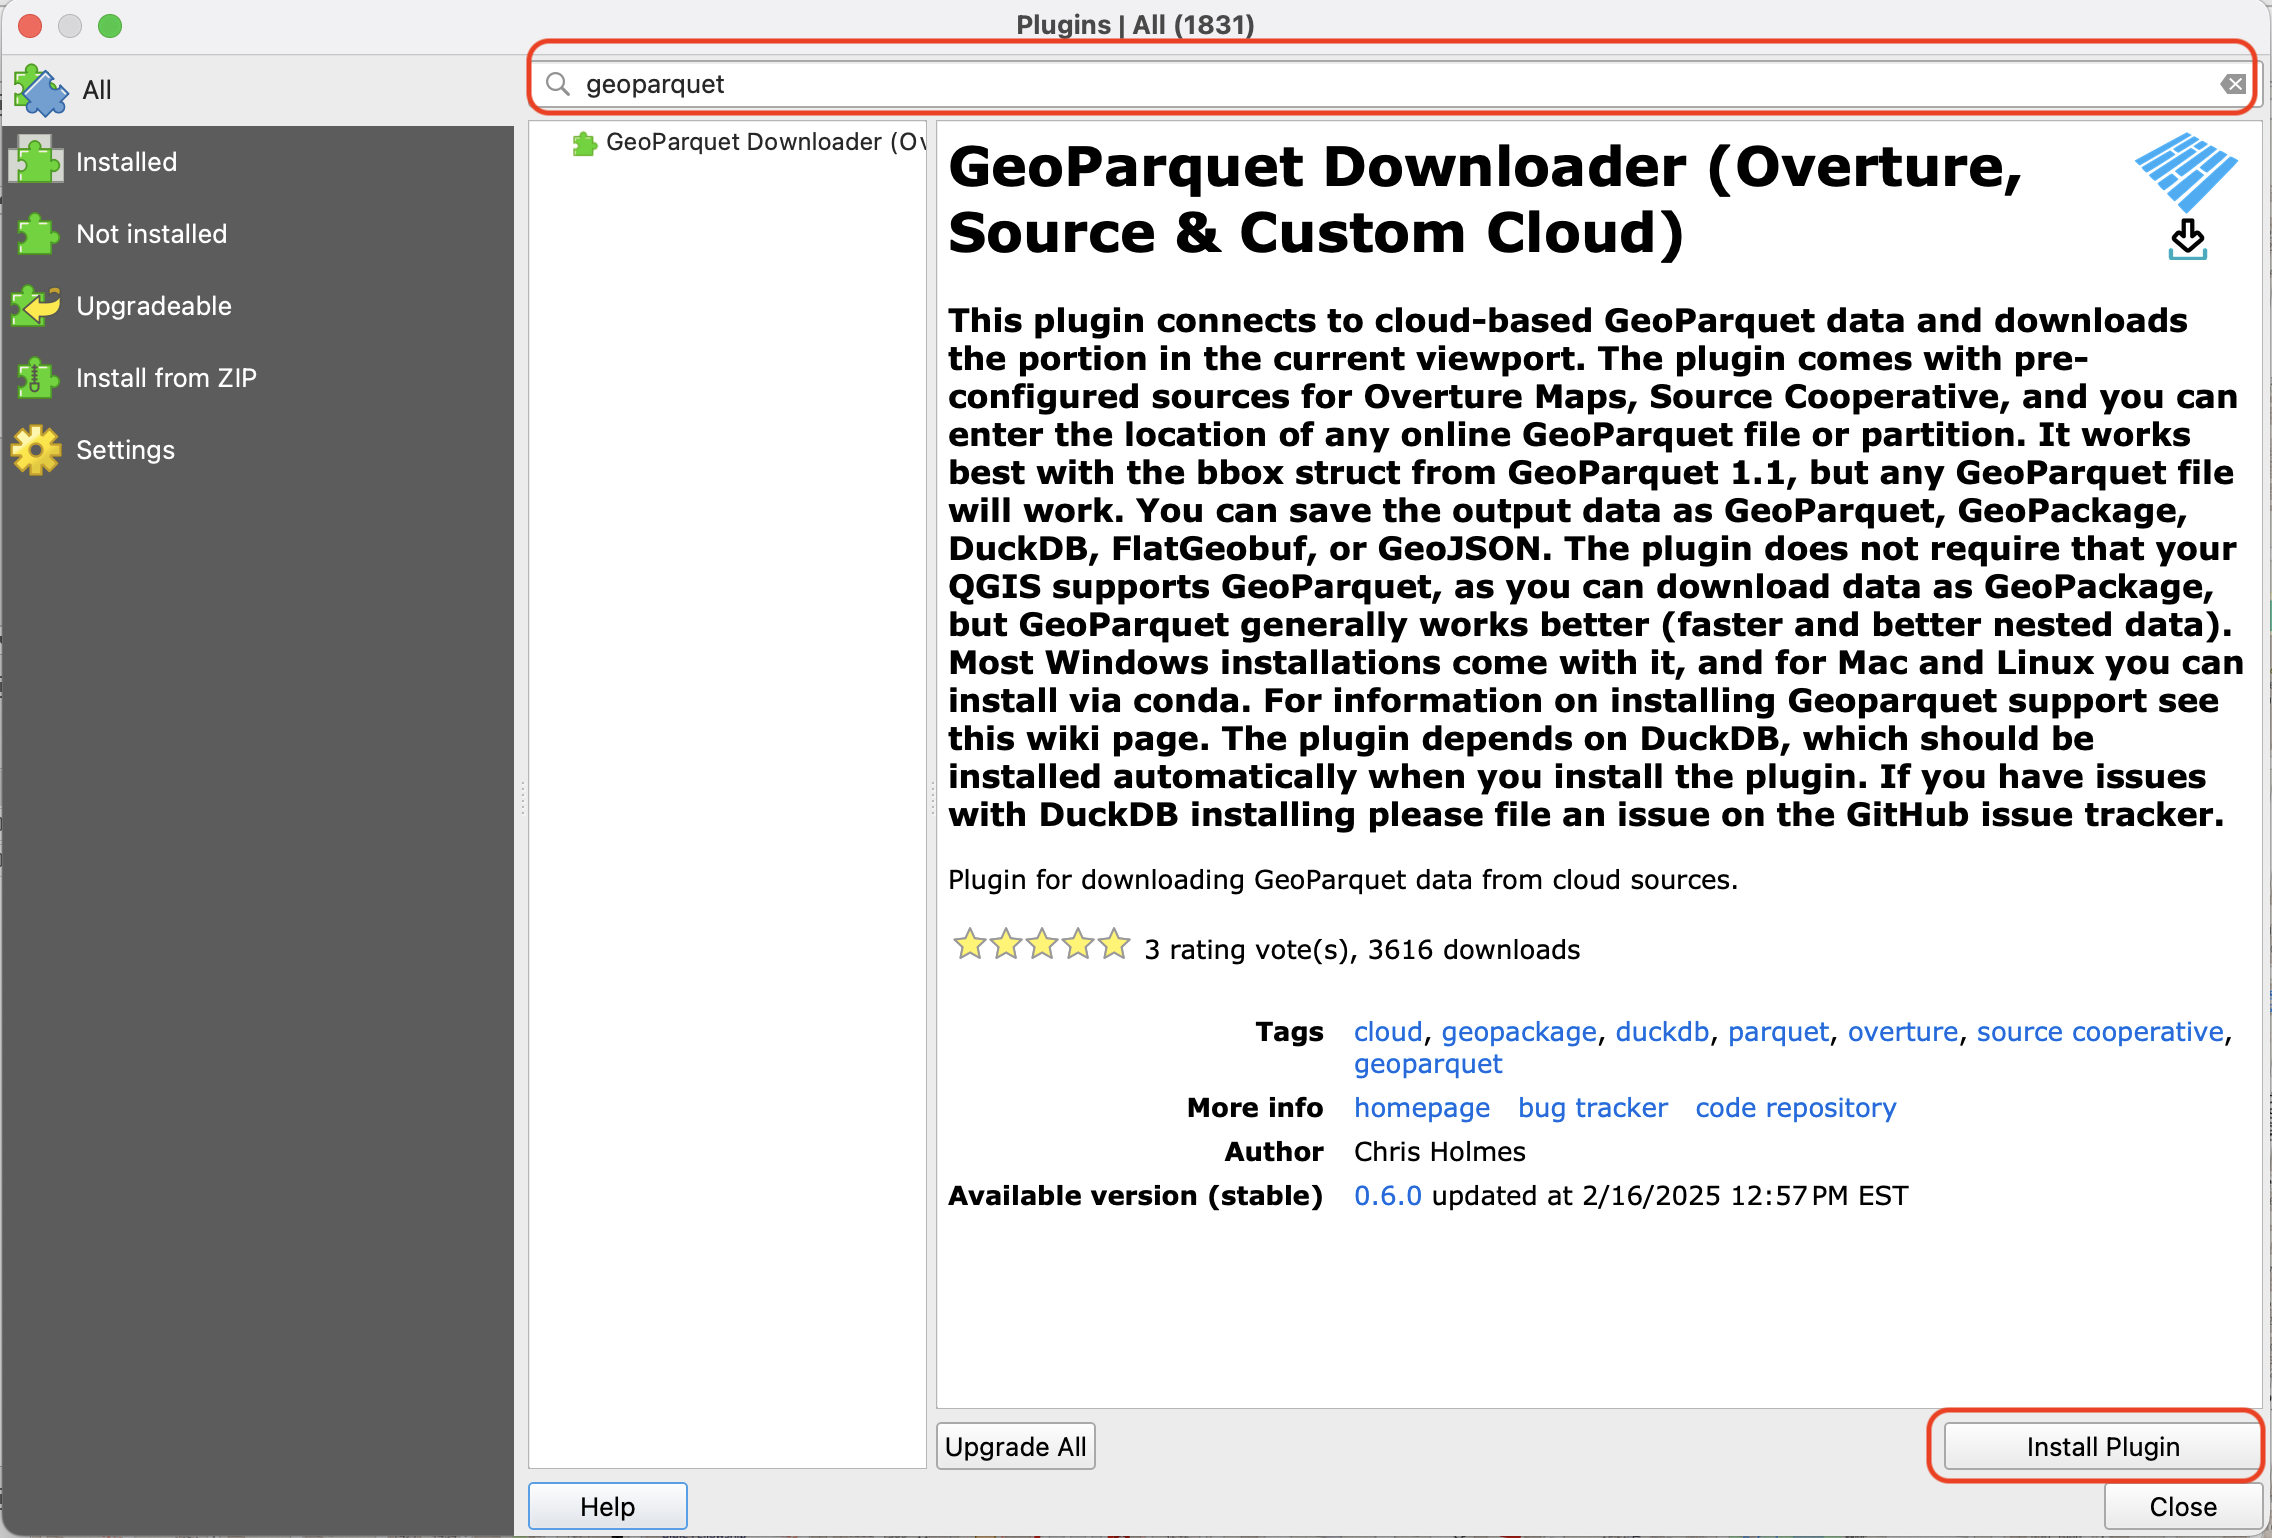 Plugins | All (1831)
All
Installed
Not installed
Upgradeable
Install from ZIP
Settings
geoparquet
GeoParquet Downloader (Ov
GeoParquet Downloader (Overture,
Source & Custom Cloud)
This plugin connects to cloud-based GeoParquet data and downloads
the portion in the current viewport. The plugin comes with pre-
configured sources for Overture Maps, Source Cooperative, and you can
enter the location of any online GeoParquet file or partition. It works
best with the bbox struct from GeoParquet 1.1, but any GeoParquet file
will work. You can save the output data as GeoParquet, GeoPackage,
DuckDB, FlatGeobuf, or GeoJSON. The plugin does not require that your
QGIS supports GeoParquet, as you can download data as GeoPackage,
but GeoParquet generally works better (faster and better nested data).
Most Windows installations come with it, and for Mac and Linux you can
install via conda. For information on installing Geoparquet support see
this wiki page. The plugin depends on DuckDB, which should be
installed automatically when you install the plugin. If you have issues
with DuckDB installing please file an issue on the GitHub issue tracker.
Plugin for downloading GeoParquet data from cloud sources.
3 rating vote(s), 3616 downloads
Tags cloud, geopackage, duckdb, parquet, overture, source cooperative,
geoparquet
More info homepage bug tracker code repository
Author Chris Holmes
Available version (stable) 0.6.0 updated at 2/16/2025 12:57 PM EST
Upgrade All
Install Plugin
Help
Close